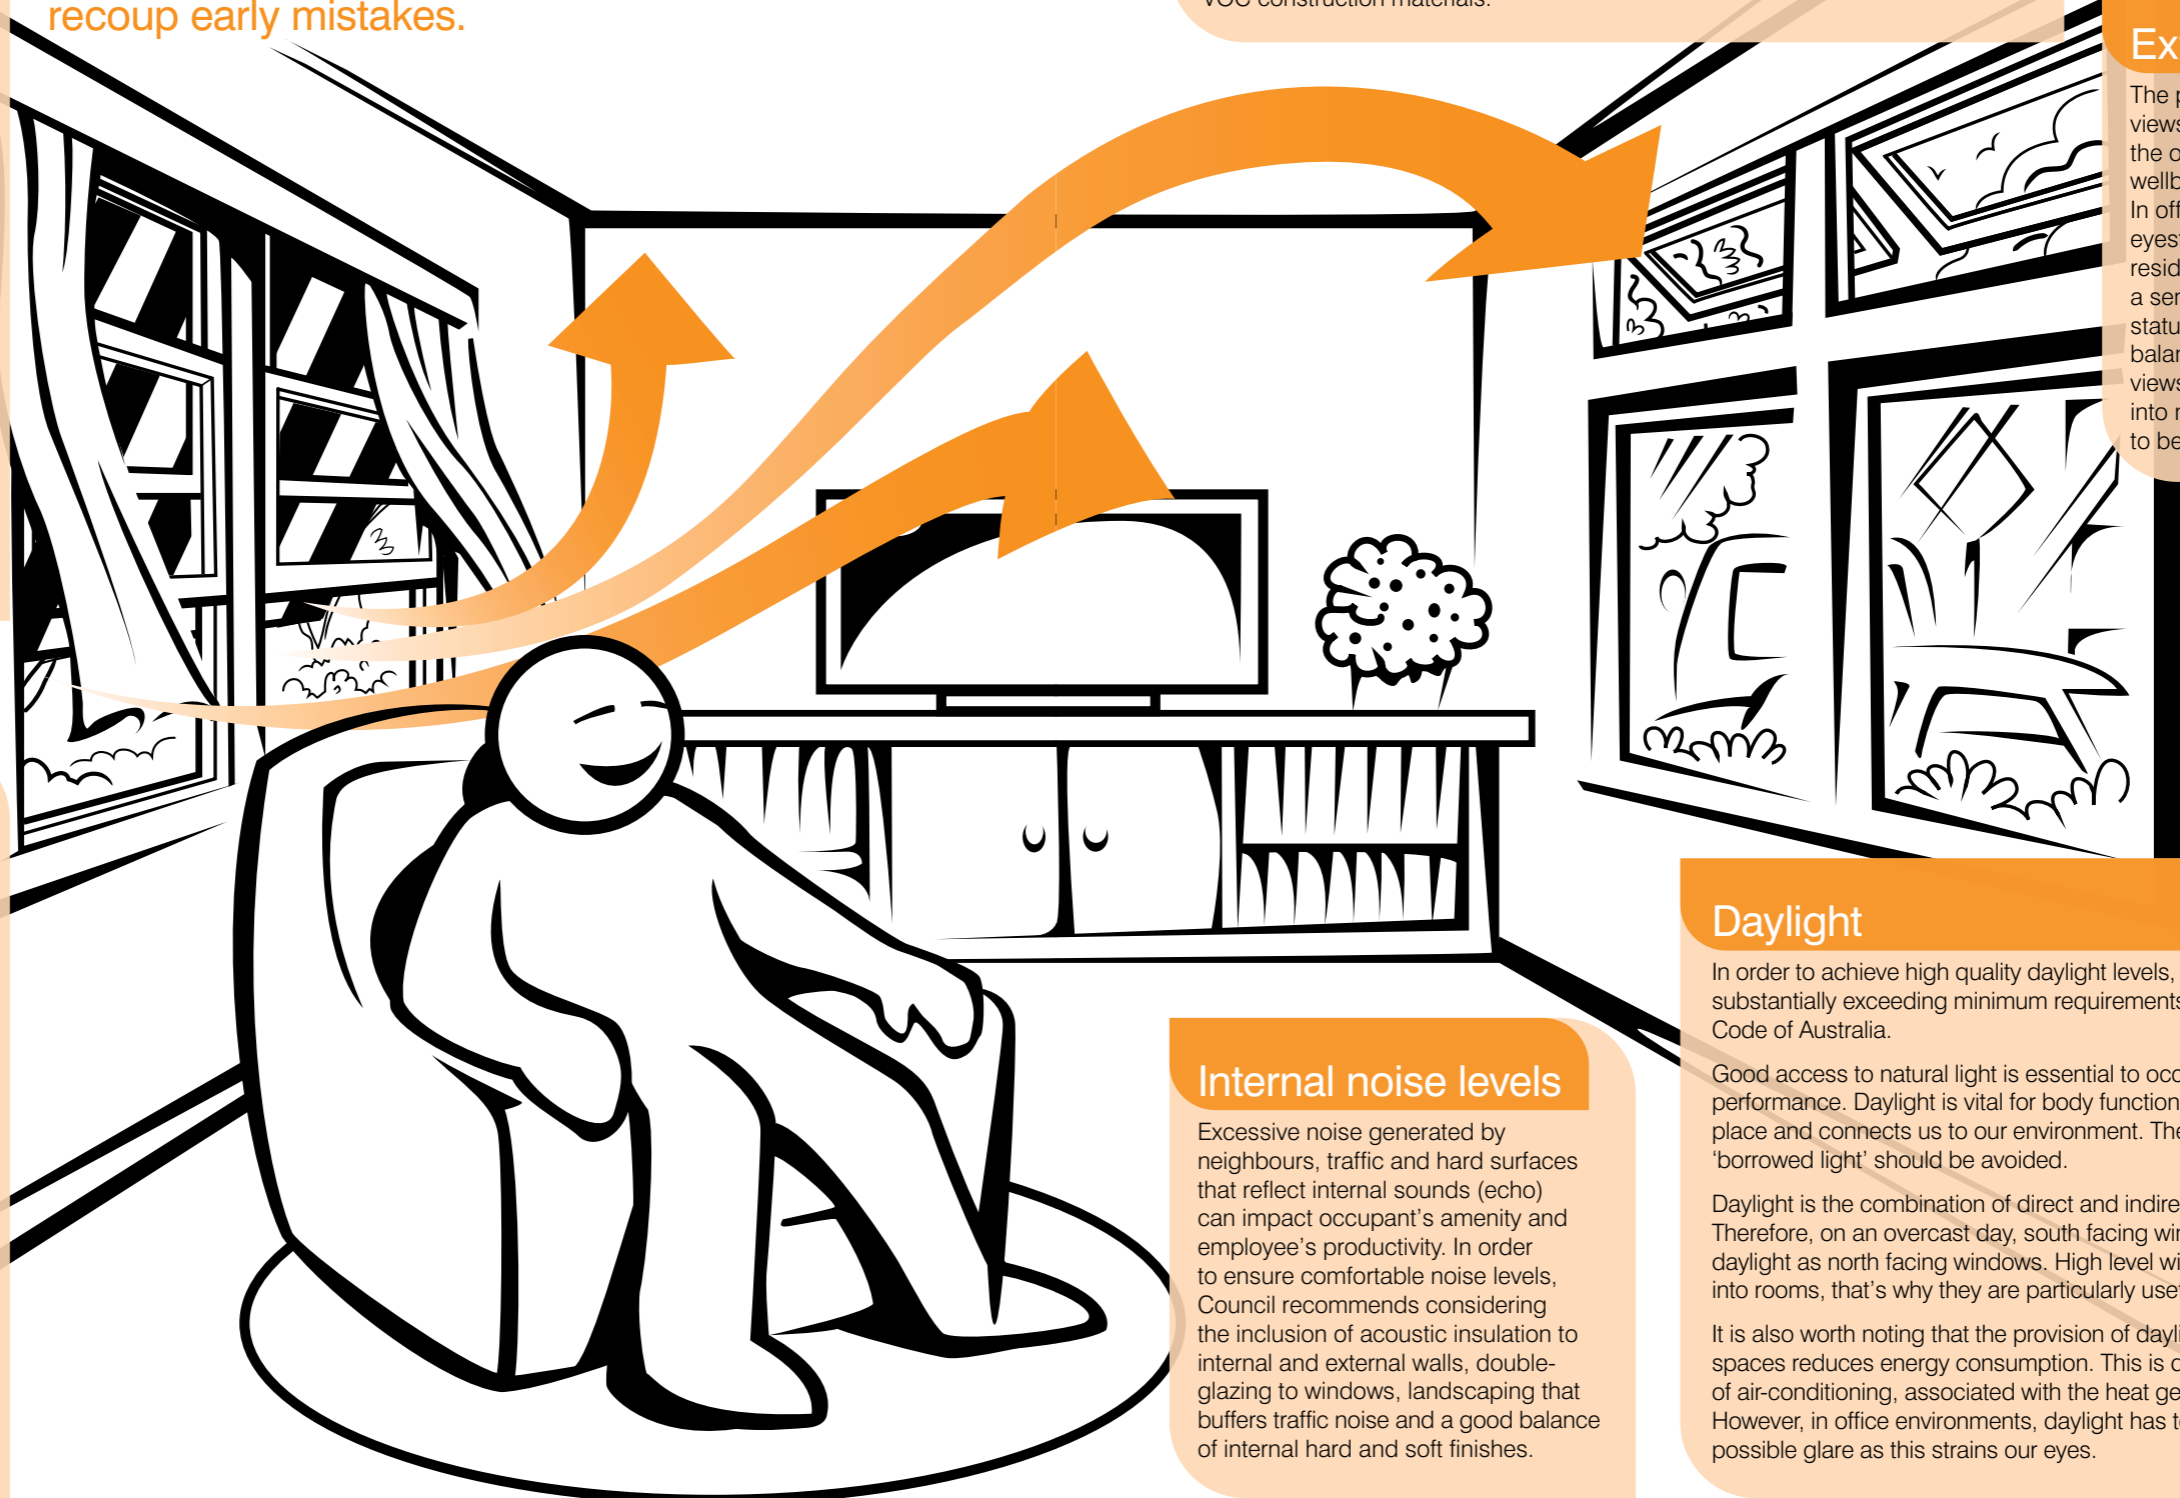 recoup early mistakes.
VOC construction materials.
The
views
the
In
to be
Internal noise levels
Excessive noise generated by
neighbours, traffic and hard surfaces
that reflect internal sounds (echo)
can impact occupant's amenity and
employee's productivity. In order
to ensure comfortable noise levels,
Council recommends considering
the inclusion of acoustic insulation to
internal and external walls, double-
glazing to windows, landscaping that
buffers traffic noise and a good balance
of internal hard and soft finishes.
Daylight
In order to achieve high quality daylight levels,
substantially exceeding minimum requirements
Code of Australia.
Good access to natural light is essential to
performance. Daylight is vital for body function
place and connects us to our environment. The
'borrowed light' should be avoided.
Daylight is the combination of direct and
Therefore, on an overcast day, south facing
daylight as north facing windows. High level
into rooms, that's why they are particularly
It is also worth noting that the provision of
spaces reduces energy consumption. This is
of air-conditioning, associated with the heat
However, in office environments, daylight has
possible glare as this strains our eyes.